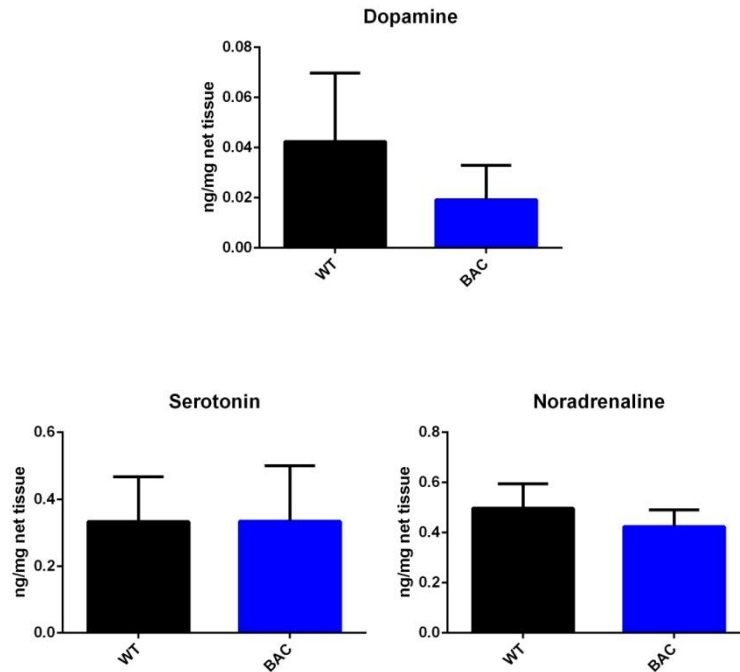 Dopamine
ng/mg net tissue
0.08
0.06
0.04
0.02
0.00
WT
BAC
Serotonin
ng/mg net tissue
0.6
0.4
0.2
0.0
WT
BAC
Noradrenaline
ng/mg net tissue
0.8
0.6
0.4
0.2
0.0
WT
BAC